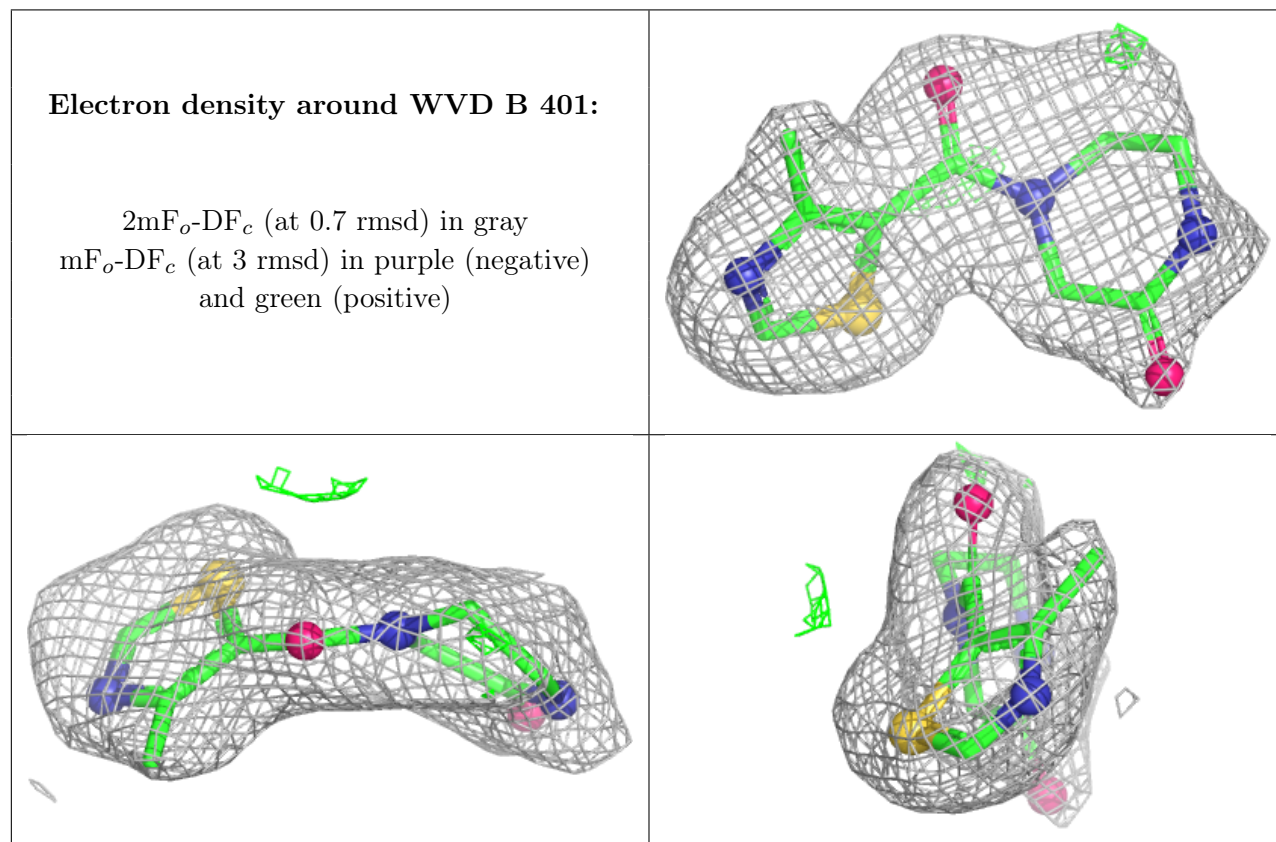 Electron density around WVD B 401:
2mFo-DFc (at 0.7 rmsd) in gray
mFo-DFc (at 3 rmsd) in purple (negative)
and green (positive)